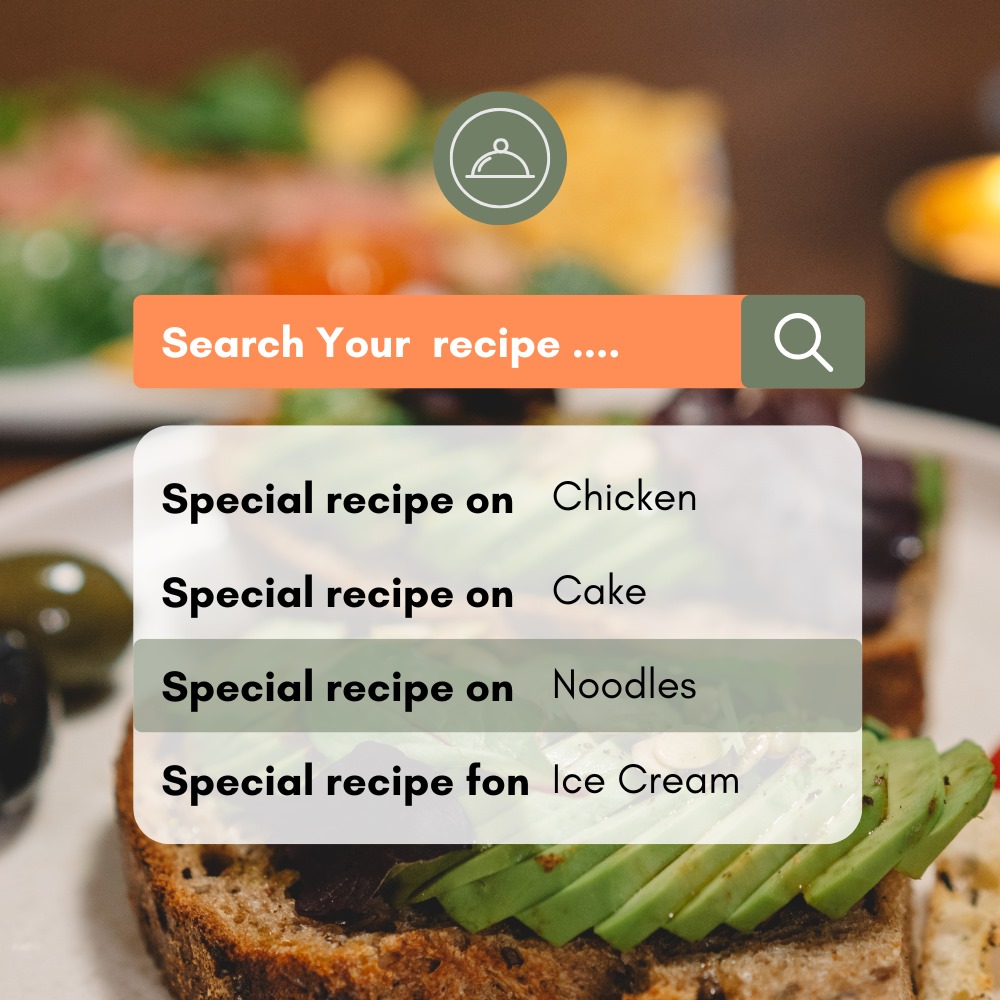 Search Your  recipe ....
Special recipe on Chicken
Special recipe on Cake
Special recipe on Noodles
Special recipe fon Ice Cream